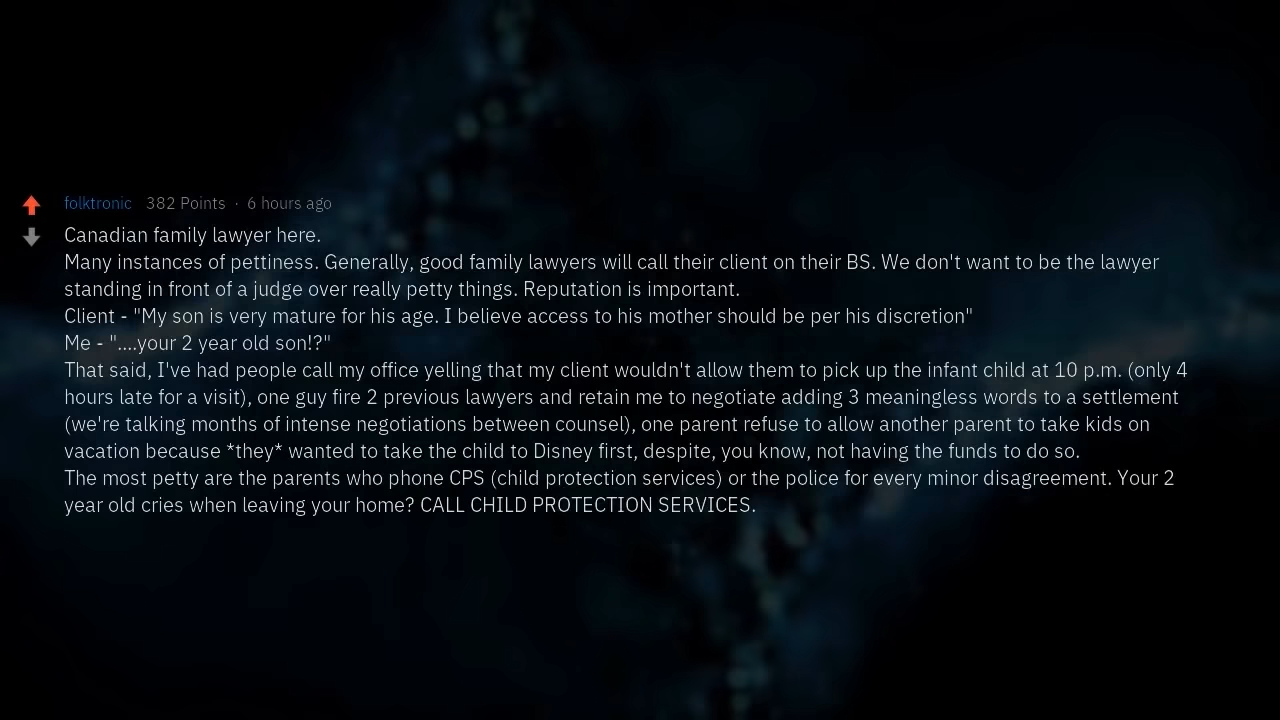 folktronic 382 Points · 6 hours ago
Canadian family lawyer here.
Many instances of pettiness. Generally, good family lawyers will call their client on their BS. We don't want to be the lawyer
standing in front of a judge over really petty things. Reputation is important.
Client - "My son is very mature for his age. I believe access to his mother should be per his discretion"
Me - "....your 2 year old son!?"
That said, I've had people call my office yelling that my client wouldn't allow them to pick up the infant child at 10 p.m. (only 4
hours late for a visit), one guy fire 2 previous lawyers and retain me to negotiate adding 3 meaningless words to a settlement
(we're talking months of intense negotiations between counsel), one parent refuse to allow another parent to take kids on
vacation because *they* wanted to take the child to Disney first, despite, you know, not having the funds to do so.
The most petty are the parents who phone CPS (child protection services) or the police for every minor disagreement. Your 2
year old cries when leaving your home? CALL CHILD PROTECTION SERVICES.